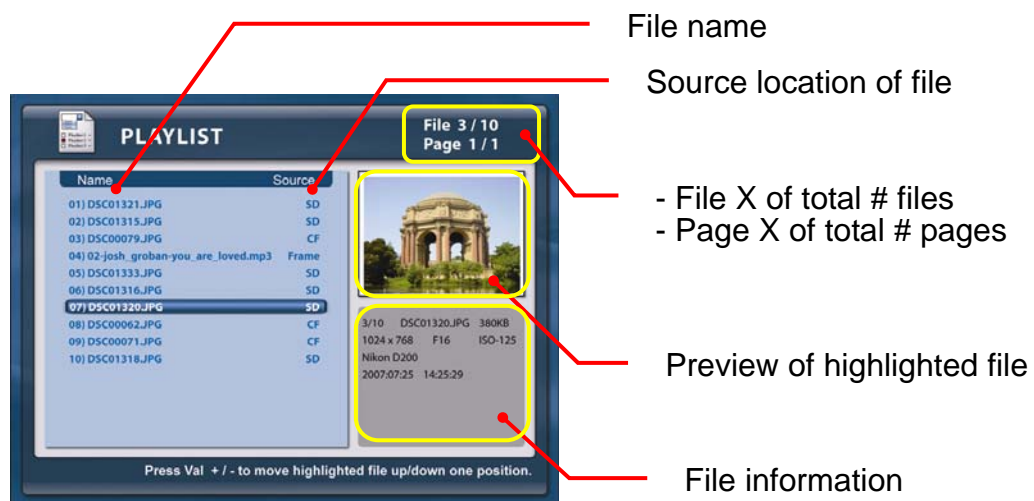 File name
Source location of file
PLAYLIST
File 3 / 10
Page 1 / 1
- File X of total # files
- Page X of total # pages
Name Source
01) DSC01321.JPG SD
02) DSC01315.JPG SD
03) DSC00079.JPG CF
04) 02-josh_groban-you_are_loved.mp3 Frame
05) DSC01333.JPG SD
06) DSC01316.JPG SD
07) DSC01320.JPG SD
08) DSC00062.JPG CF
09) DSC00071.JPG CF
10) DSC01318.JPG SD
3/10 DSC01320.JPG 380KB
1024 x 768 F16 ISO-125
Nikon D200
2007:07:25 14:25:29
Preview of highlighted file
Press Val + / - to move highlighted file up/down one position.
File information